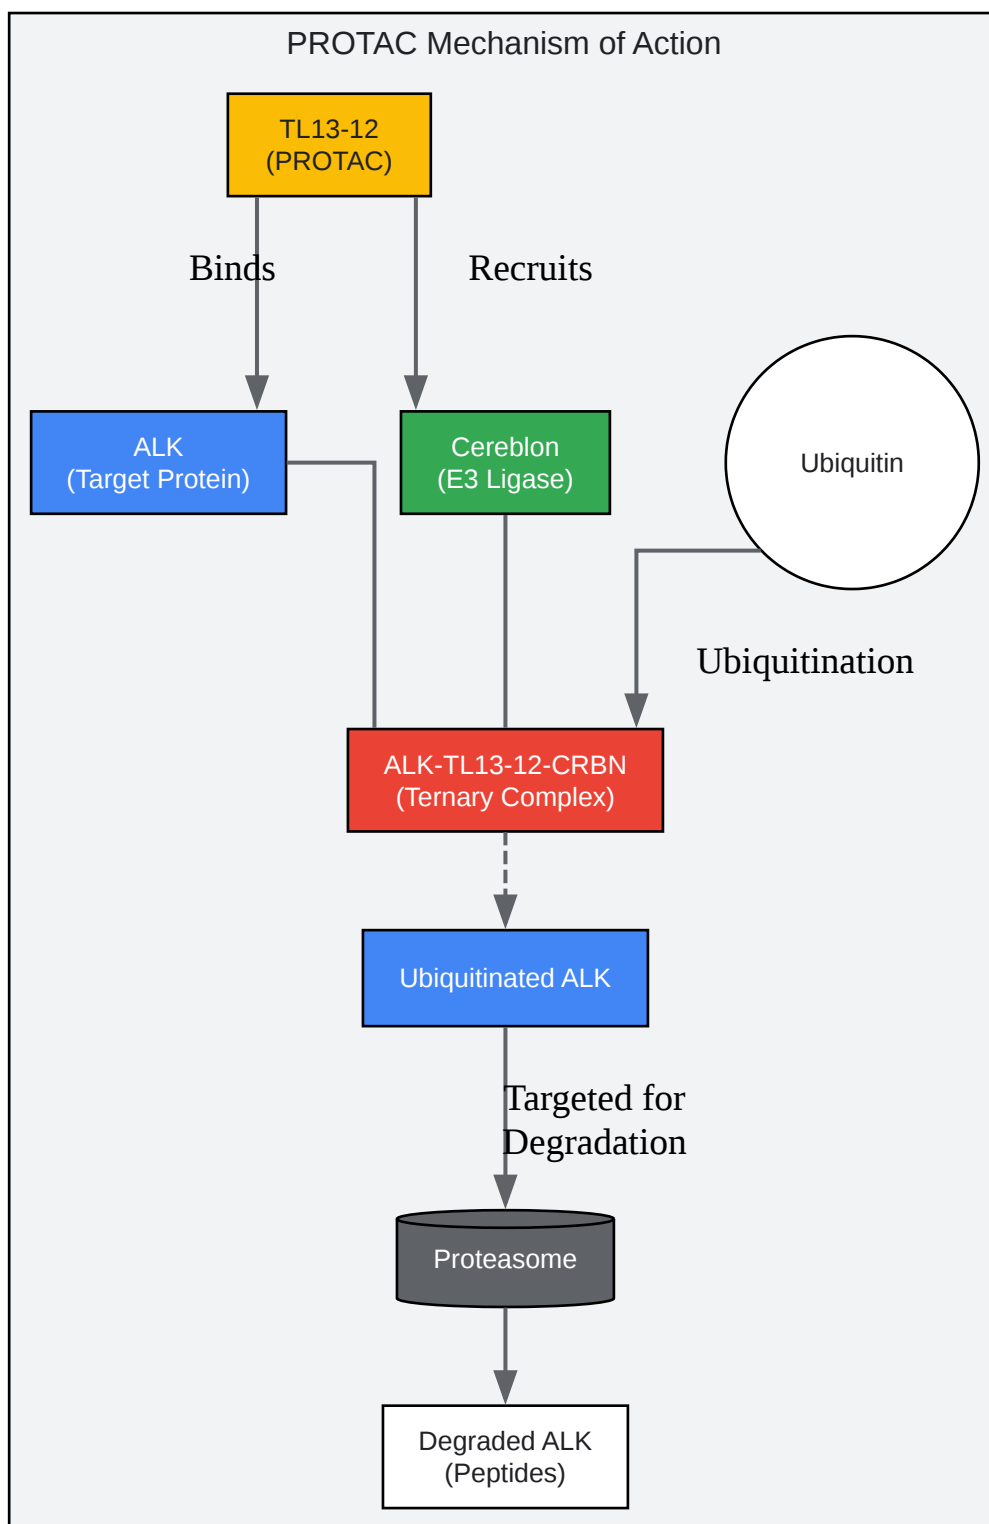 PROTAC Mechanism of Action
TL13-12
(PROTAC)
Binds
Recruits
ALK
(Target Protein)
Cereblon
(E3 Ligase)
Ubiquitin
Ubiquitination
ALK-TL13-12-CRBN
(Ternary Complex)
Ubiquitinated ALK
Targeted for
Degradation
Proteasome
Degraded ALK
(Peptides)